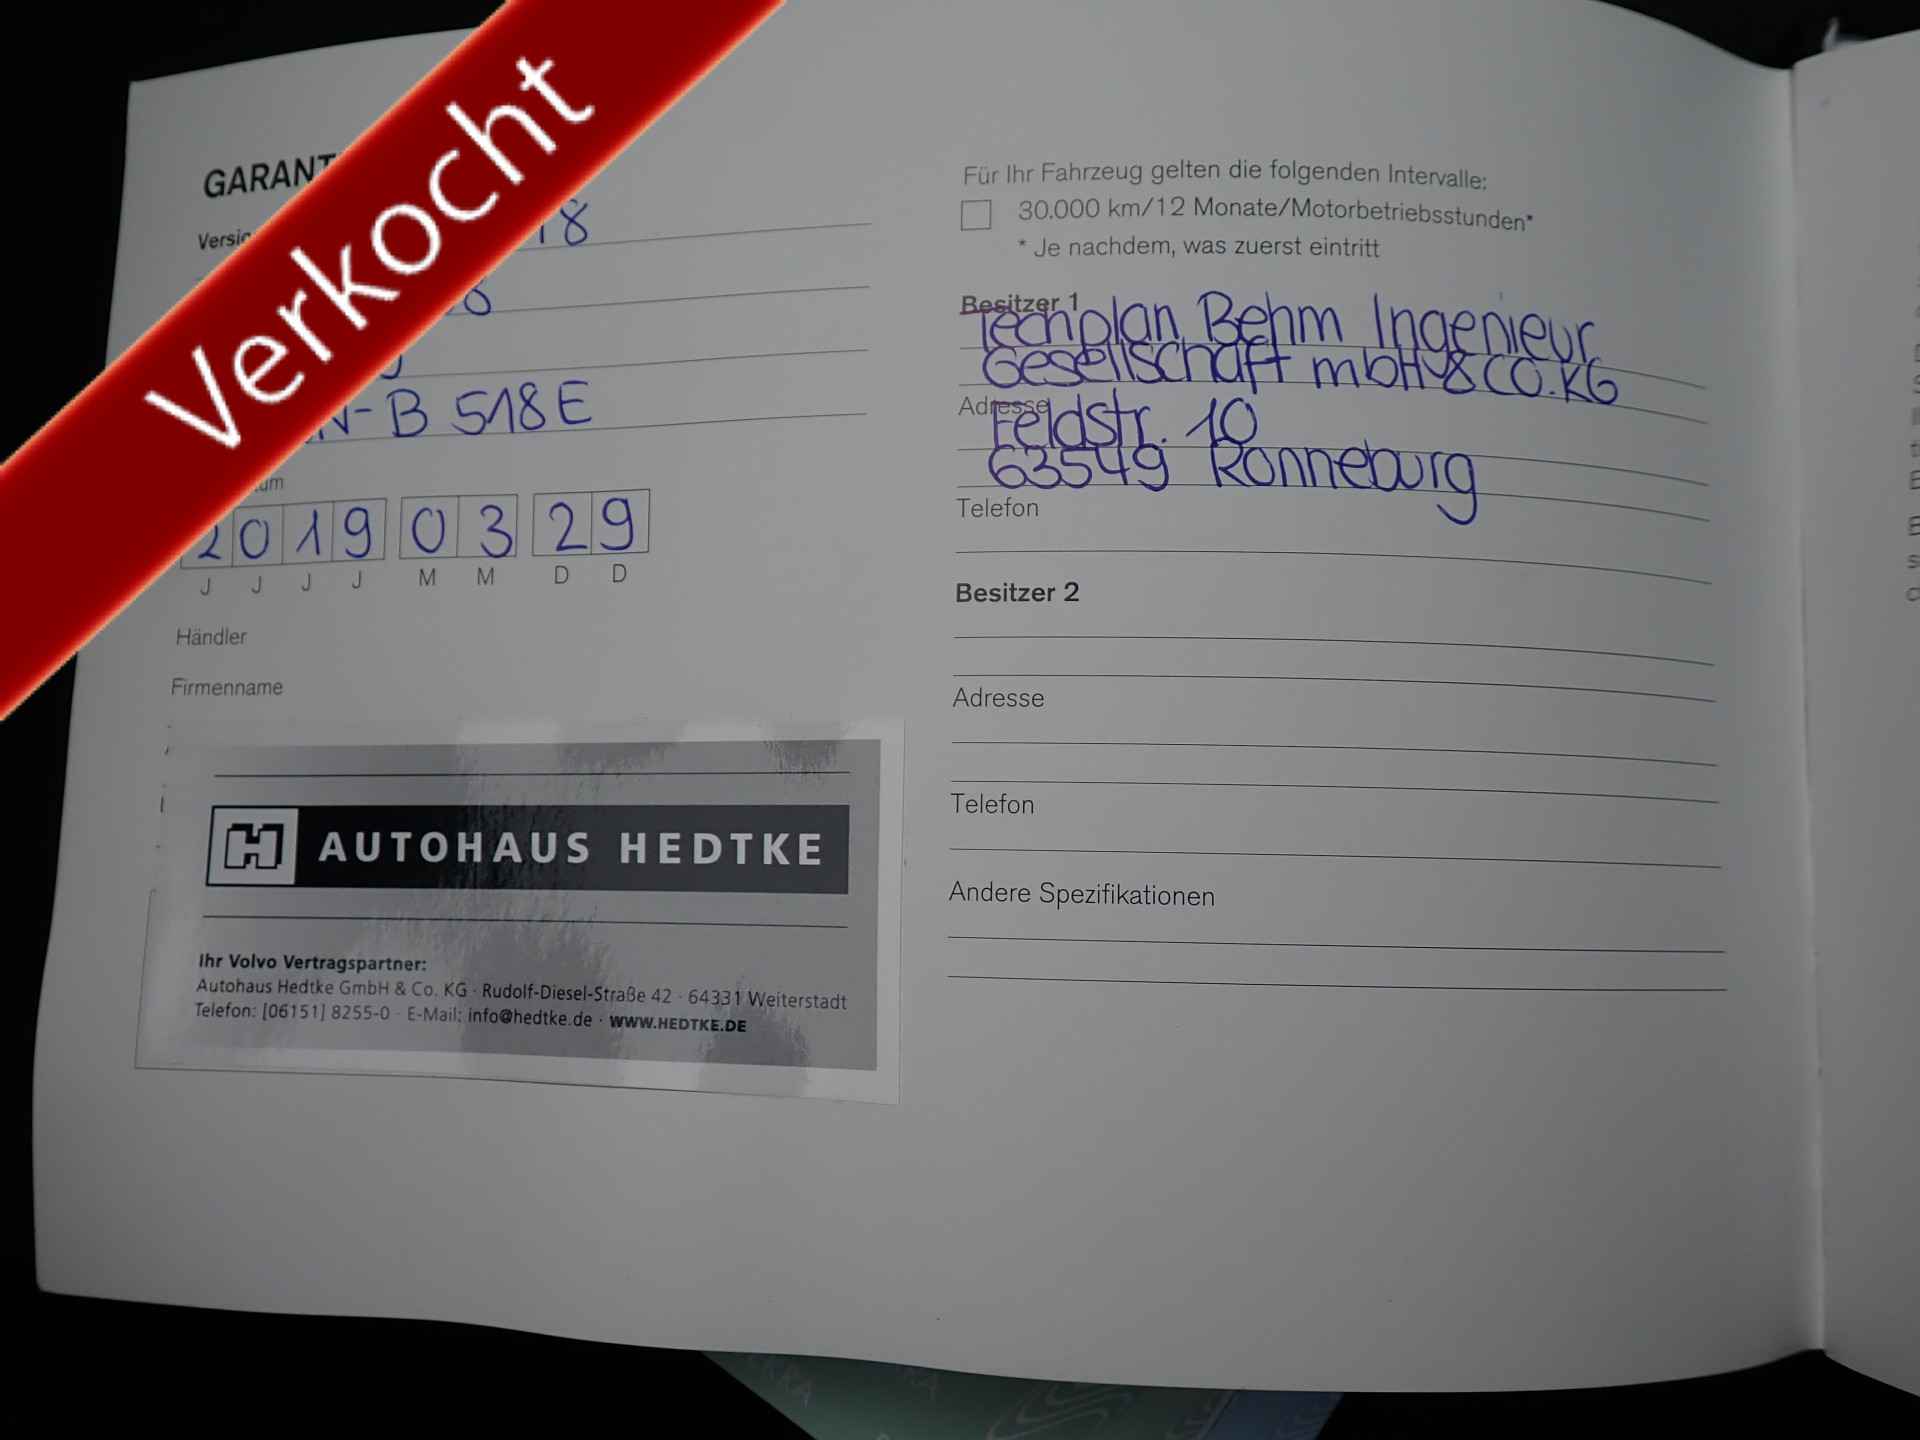 Verkocht
GARANT
18
8
N-B 518E
2019 03 29
J J J J M M D D
Händler
Firmenname
AUTOHAUS HEDTKE
Ihr Volvo Vertragspartner:
Autohaus Hedtke GmbH & Co. KG · Rudolf-Diesel-Straße 42 · 64331 Weiterstadt
Telefon: [06151] 8255-0 · E-Mail: info@hedtke.de · WWW.HEDTKE.DE
Für Ihr Fahrzeug gelten die folgenden Intervalle:
30.000 km/12 Monate/Motorbetriebsstunden*
* Je nachdem, was zuerst eintritt
Besitzer 1
Techplan Behm Ingenieur
Gesellschaft mbH & CO. KG
Adresse
Feldstr. 10
63549 Ronneburg
Telefon
Besitzer 2
Adresse
Telefon
Andere Spezifikationen